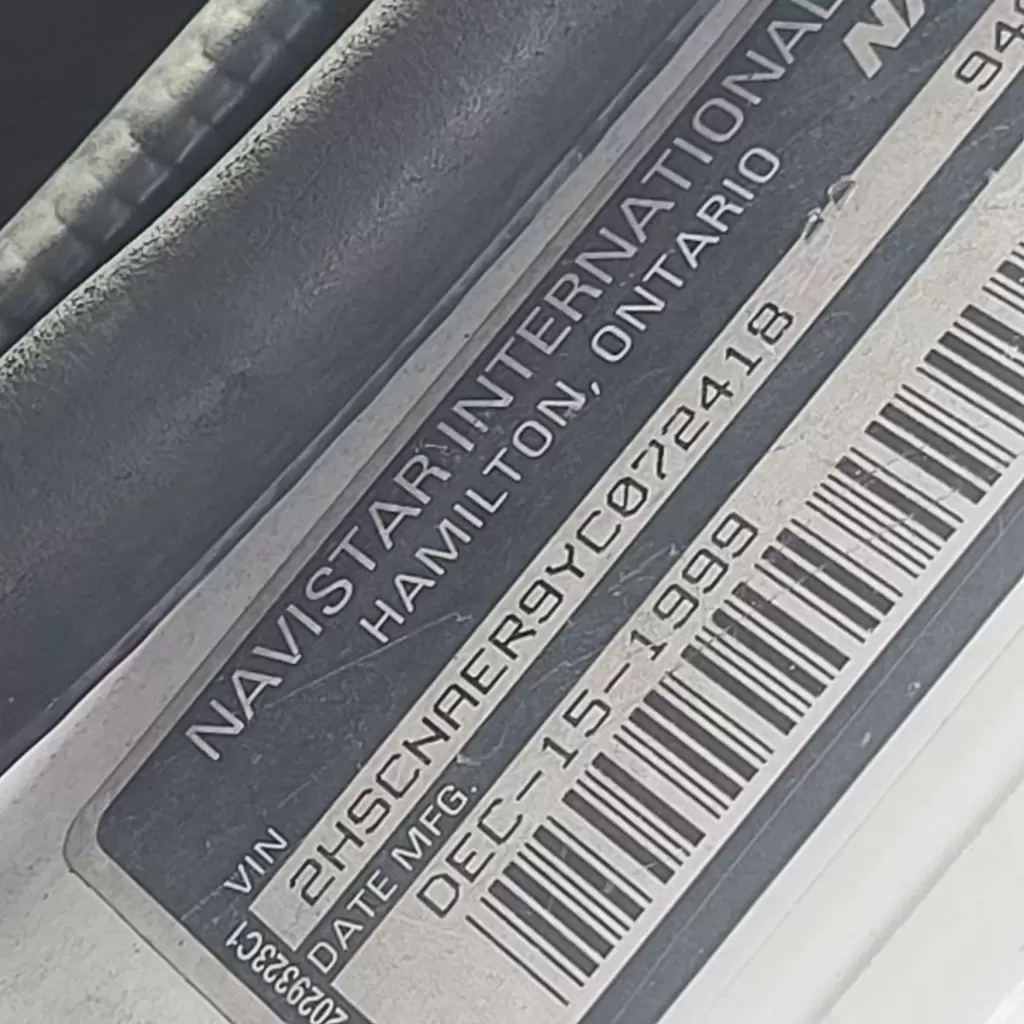 NAVISTAR INTERNATIONAL
HAMILTON, ONTARIO
VIN
2HSCNAER9YC072418
DATE MFG.
DEC-15-1999
2029323C1